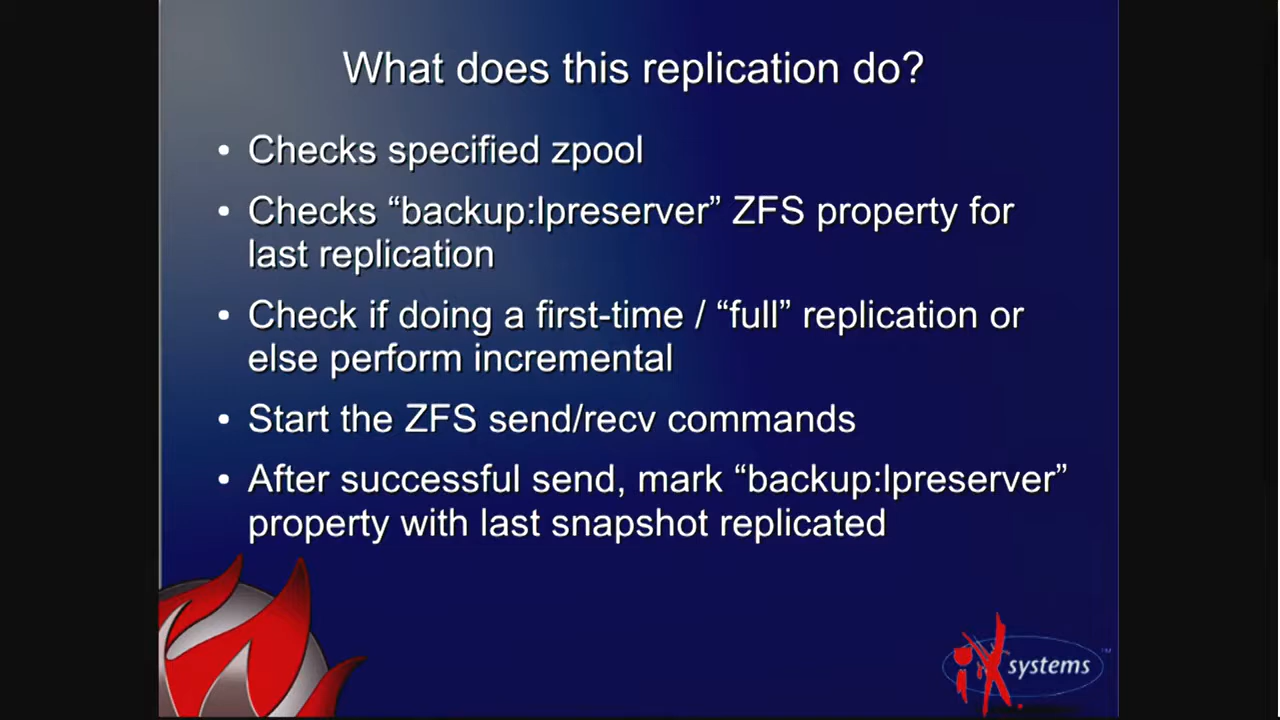 What does this replication do?
• Checks specified zpool
• Checks “backup:lpreserver” ZFS property for
last replication
• Check if doing a first-time / “full” replication or
else perform incremental
• Start the ZFS send/recv commands
• After successful send, mark “backup:lpreserver”
property with last snapshot replicated
iX systems ™